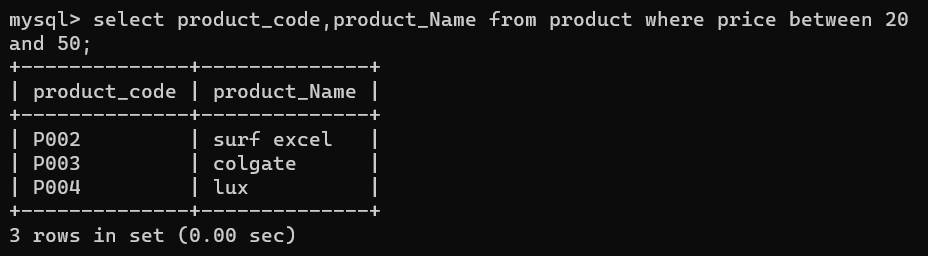 mysql> select product_code,product_Name from product where price between 20
and 50;
+--------------+--------------+
| product_code | product_Name |
+--------------+--------------+
| P002         | surf excel   |
| P003         | colgate      |
| P004         | lux          |
+--------------+--------------+
3 rows in set (0.00 sec)